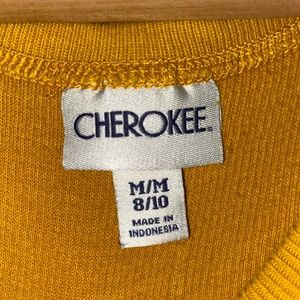 CHEROKEE.
M/M
8/10
MADE IN
INDONESIA